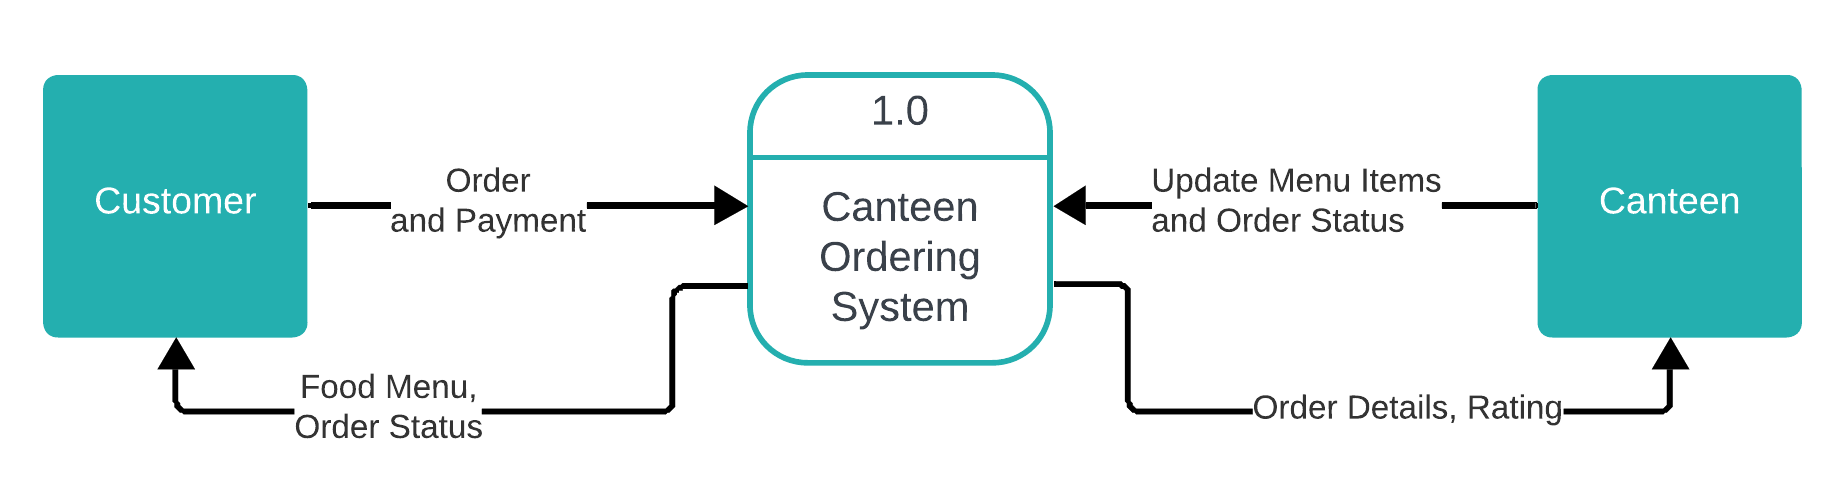 1.0
Customer
Order
and Payment
Canteen
Ordering
System
Update Menu Items
and Order Status
Canteen
Food Menu,
Order Status
Order Details, Rating